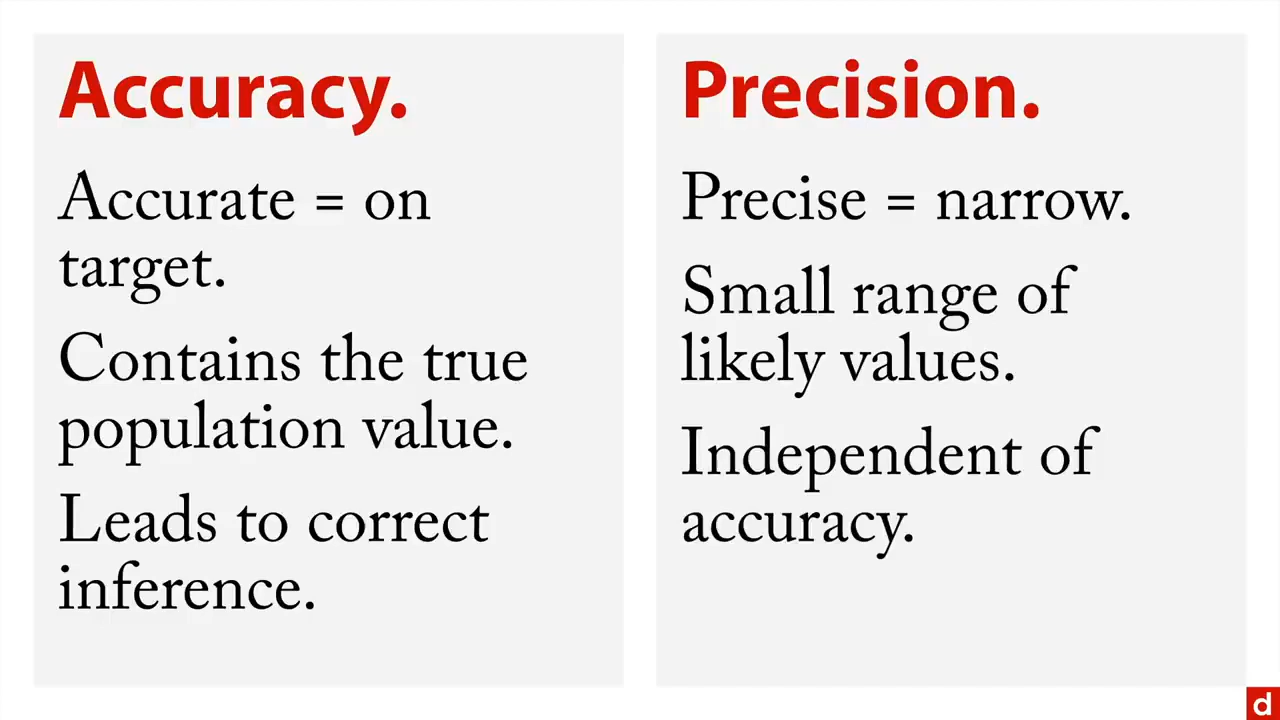 Accuracy.
Accurate = on
target.
Contains the true
population value.
Leads to correct
inference.
Precision.
Precise = narrow.
Small range of
likely values.
Independent of
accuracy.
d